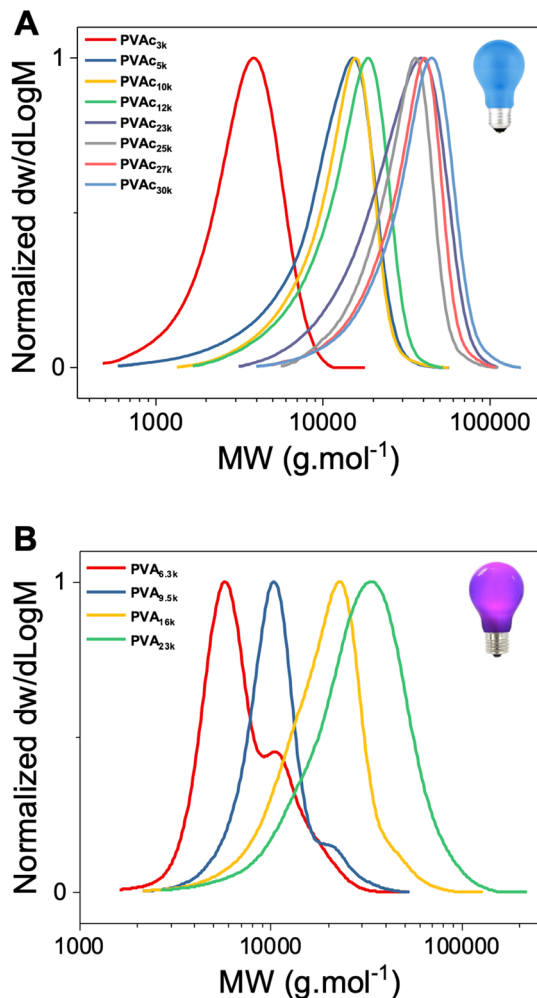 A
PVAc3k
PVAc5k
PVAc10k
PVAc12k
PVAc23k
PVAc25k
PVAc27k
PVAc30k
Normalized dw/dLogM
1
0
1000 10000 100000
MW (g.mol-1)
B
PVA6.3k
PVA9.5k
PVA16k
PVA23k
Normalized dw/dLogM
1
0
1000 10000 100000
MW (g.mol-1)